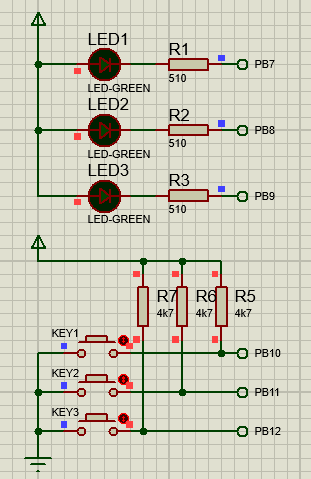 LED1
R1
PB7
LED-GREEN
510
LED2
R2
PB8
LED-GREEN
510
LED3
R3
PB9
LED-GREEN
510
R7 R6 R5
4k7 4k7 4k7
KEY1
PB10
KEY2
PB11
KEY3
PB12